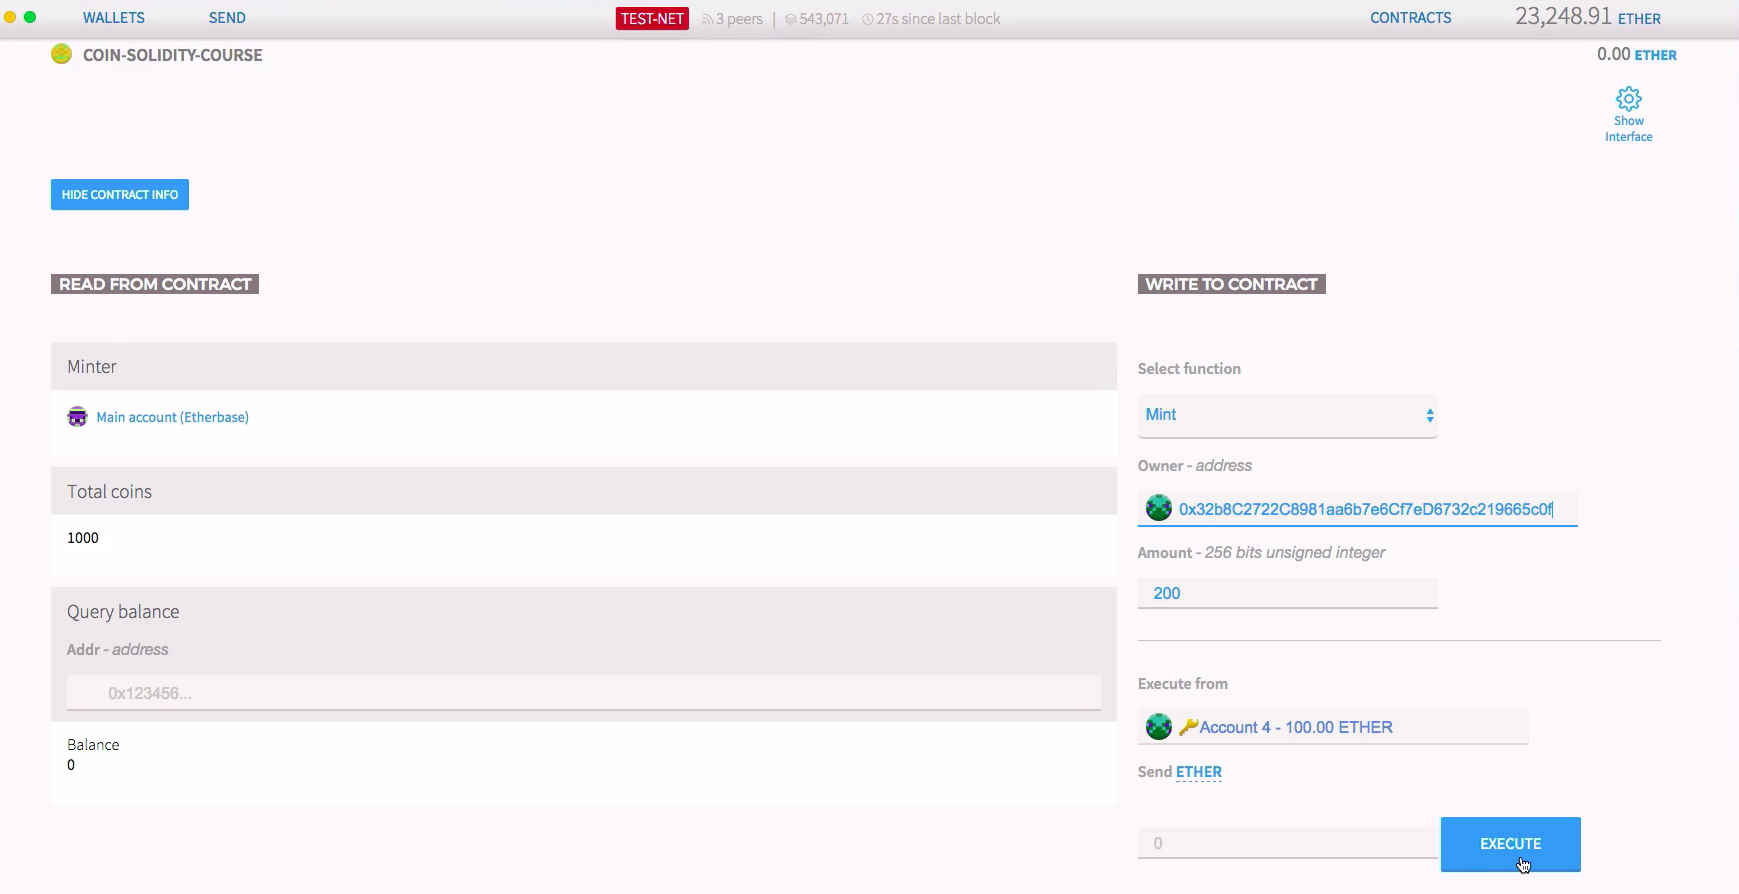 WALLETS SEND TEST-NET 3 peers | 543,071 27s since last block CONTRACTS 23,248.91 ETHER
COIN-SOLIDITY-COURSE 0.00 ETHER
Show
Interface
HIDE CONTRACT INFO
READ FROM CONTRACT
Minter
Main account (Etherbase)
Total coins
1000
Query balance
Addr - address
0x123456...
Balance
0
WRITE TO CONTRACT
Select function
Mint
Owner - address
0x32b8C2722C8981aa6b7e6Cf7eD6732c219665c0f
Amount - 256 bits unsigned integer
200
Execute from
Account 4 - 100.00 ETHER
Send ETHER
0
EXECUTE